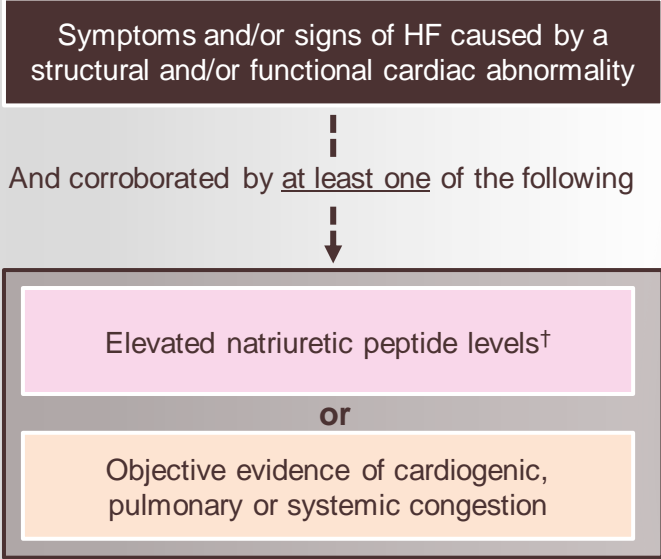 Symptoms and/or signs of HF caused by a
structural and/or functional cardiac abnormality
And corroborated by at least one of the following
Elevated natriuretic peptide levels†
or
Objective evidence of cardiogenic,
pulmonary or systemic congestion